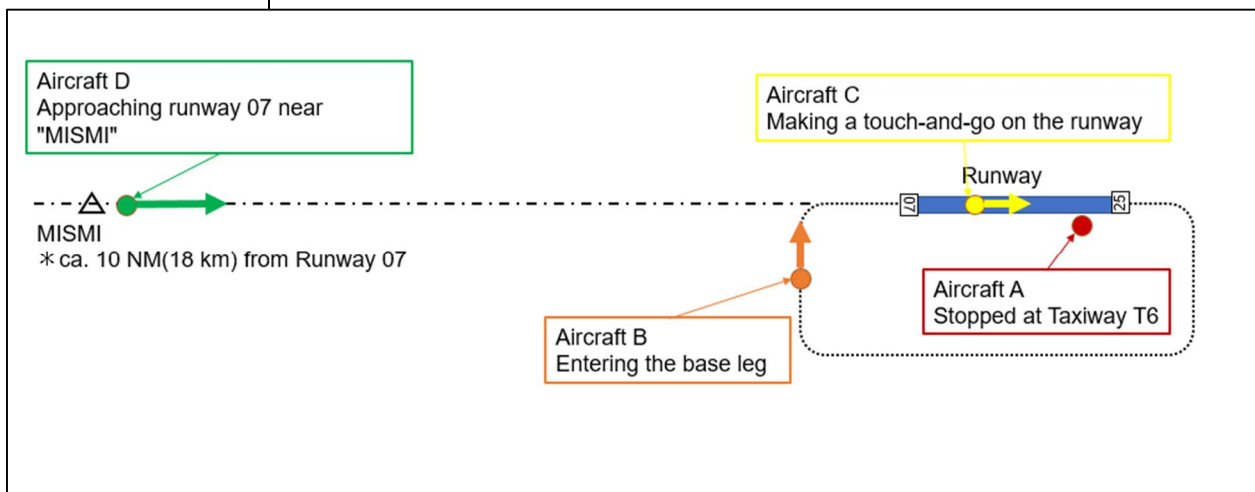 Aircraft D
Approaching runway 07 near
"MISMI"
Aircraft C
Making a touch-and-go on the runway
Runway
07
25
MISMI
＊ca. 10 NM(18 km) from Runway 07
Aircraft A
Stopped at Taxiway T6
Aircraft B
Entering the base leg